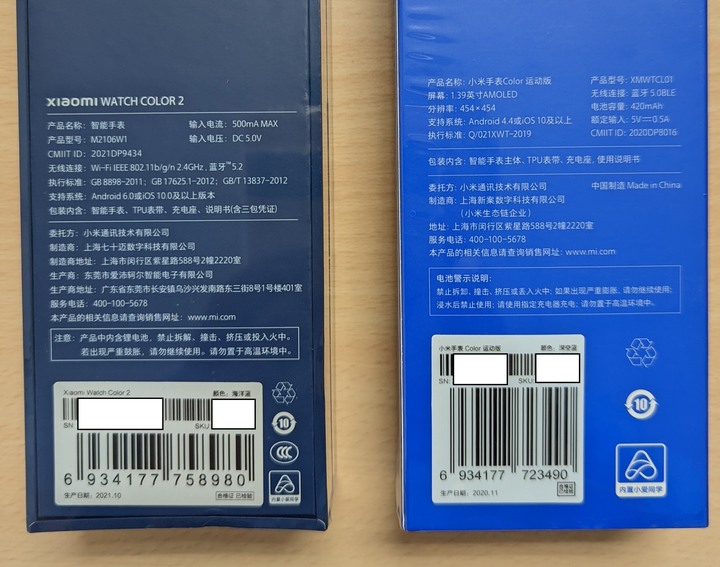 xiaomi WATCH COLOR 2
产品名称：智能手表 输入电流：500mA MAX
产品型号：M2106W1 输入电压：DC 5.0V
CMIIT ID：2021DP9434
无线连接：Wi-Fi IEEE 802.11b/g/n 2.4GHz，蓝牙™5.2
执行标准：GB 8898-2011；GB 17625.1-2012；GB/T 13837-2012
支持系统：Android 6.0或iOS 10.0及以上版本
包装内含：智能手表、TPU表带、充电座、说明书(含三包凭证)
委托方：小米通讯技术有限公司
制造商：上海七十迈数字科技有限公司
制造商地址：上海市闵行区紫星路588号2幢2220室
生产商：东莞市爱沛轲尔智能电子有限公司
生产商地址：广东省东莞市长安镇乌沙兴发南路东三街8号1号楼401室
服务电话：400-100-5678
本产品的相关信息请查询销售网址：www.mi.com
注意：产品中内含锂电池，禁止拆解、撞击、挤压或投入火中。
若出现严重鼓胀，请勿继续使用。请勿置于高温环境中。
Xiaomi Watch Color 2 颜色：海洋蓝
SN: SKU:
6 934177 758980
生产日期：2021.10 合格证 已检验
10
CCC
内置小爱同学
产品名称：小米手表Color 运动版 产品型号：XMWTCL01
屏幕：1.39英寸AMOLED 无线连接：蓝牙 5.0BLE
分辨率：454×454 电池容量：420mAh
支持系统：Android 4.4或iOS 10及以上 额定输入：5V⎓0.5A
执行标准：Q/021XWT-2019 CMIIT ID：2020DP8016
包装内含：智能手表主体、TPU表带、充电座、使用说明书
委托方：小米通讯技术有限公司 中国制造 Made in China
制造商：上海新案数字科技有限公司
（小米生态链企业）
地址：上海市闵行区紫星路588号2幢2220室
服务电话：400-100-5678
本产品的相关信息请查询销售网址：www.mi.com
电池警示说明：
禁止拆卸、撞击、挤压或丢入火中；如果出现严重膨胀，请勿继续使用；
浸水后禁止使用；请使用指定充电器充电；请勿置于高温环境中。
小米手表 Color 运动版 颜色：深空蓝
SN: SKU:
6 934177 723490
生产日期：2020.11 合格证 已检验
10
内置小爱同学